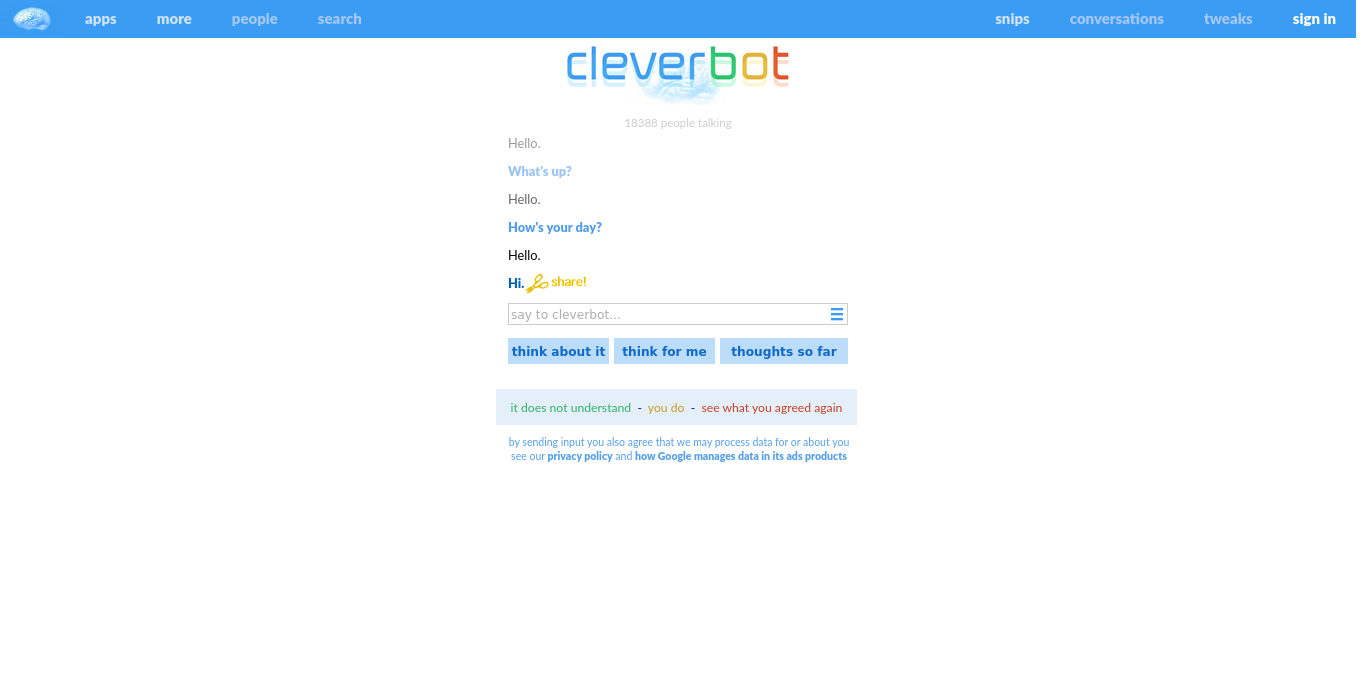 apps more people search snips conversations tweaks sign in
cleverbot
18388 people talking
Hello.
What's up?
Hello.
How's your day?
Hello.
Hi. share!
say to cleverbot...
think about it think for me thoughts so far
it does not understand - you do - see what you agreed again
by sending input you also agree that we may process data for or about you
see our privacy policy and how Google manages data in its ads products